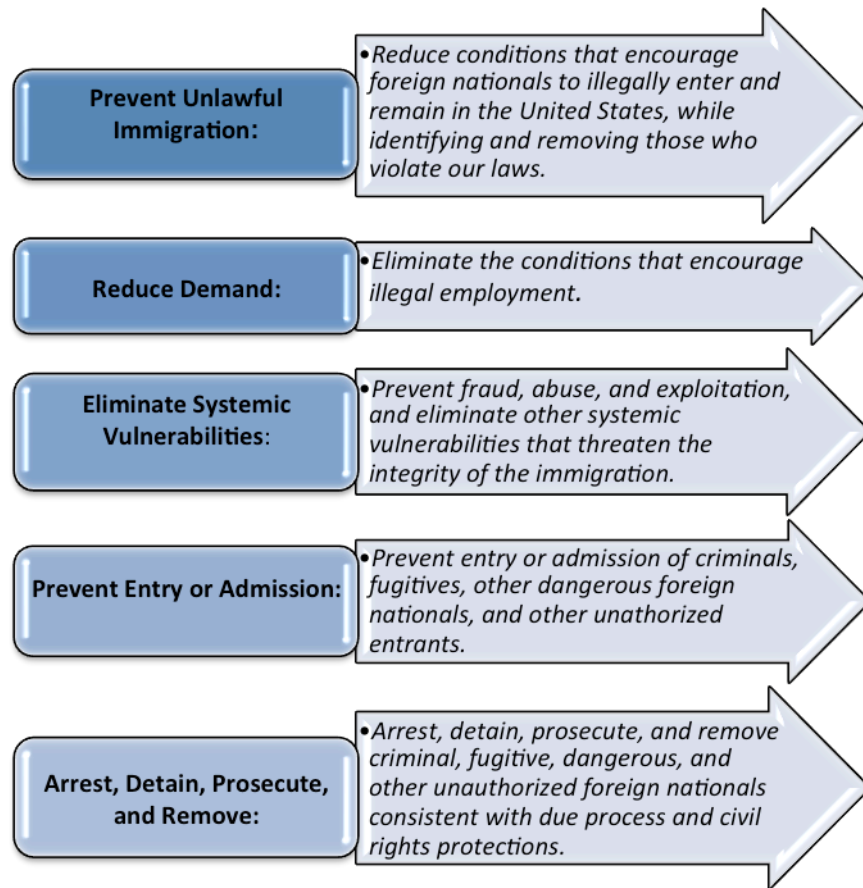 Prevent Unlawful
Immigration:
•Reduce conditions that encourage
foreign nationals to illegally enter and
remain in the United States, while
identifying and removing those who
violate our laws.
Reduce Demand:
•Eliminate the conditions that encourage
illegal employment.
Eliminate Systemic
Vulnerabilities:
•Prevent fraud, abuse, and exploitation,
and eliminate other systemic
vulnerabilities that threaten the
integrity of the immigration.
Prevent Entry or Admission:
•Prevent entry or admission of criminals,
fugitives, other dangerous foreign
nationals, and other unathorized
entrants.
Arrest, Detain, Prosecute,
and Remove:
•Arrest, detain, prosecute, and remove
criminal, fugitive, dangerous, and
other unauthorized foreign nationals
consistent with due process and civil
rights protections.